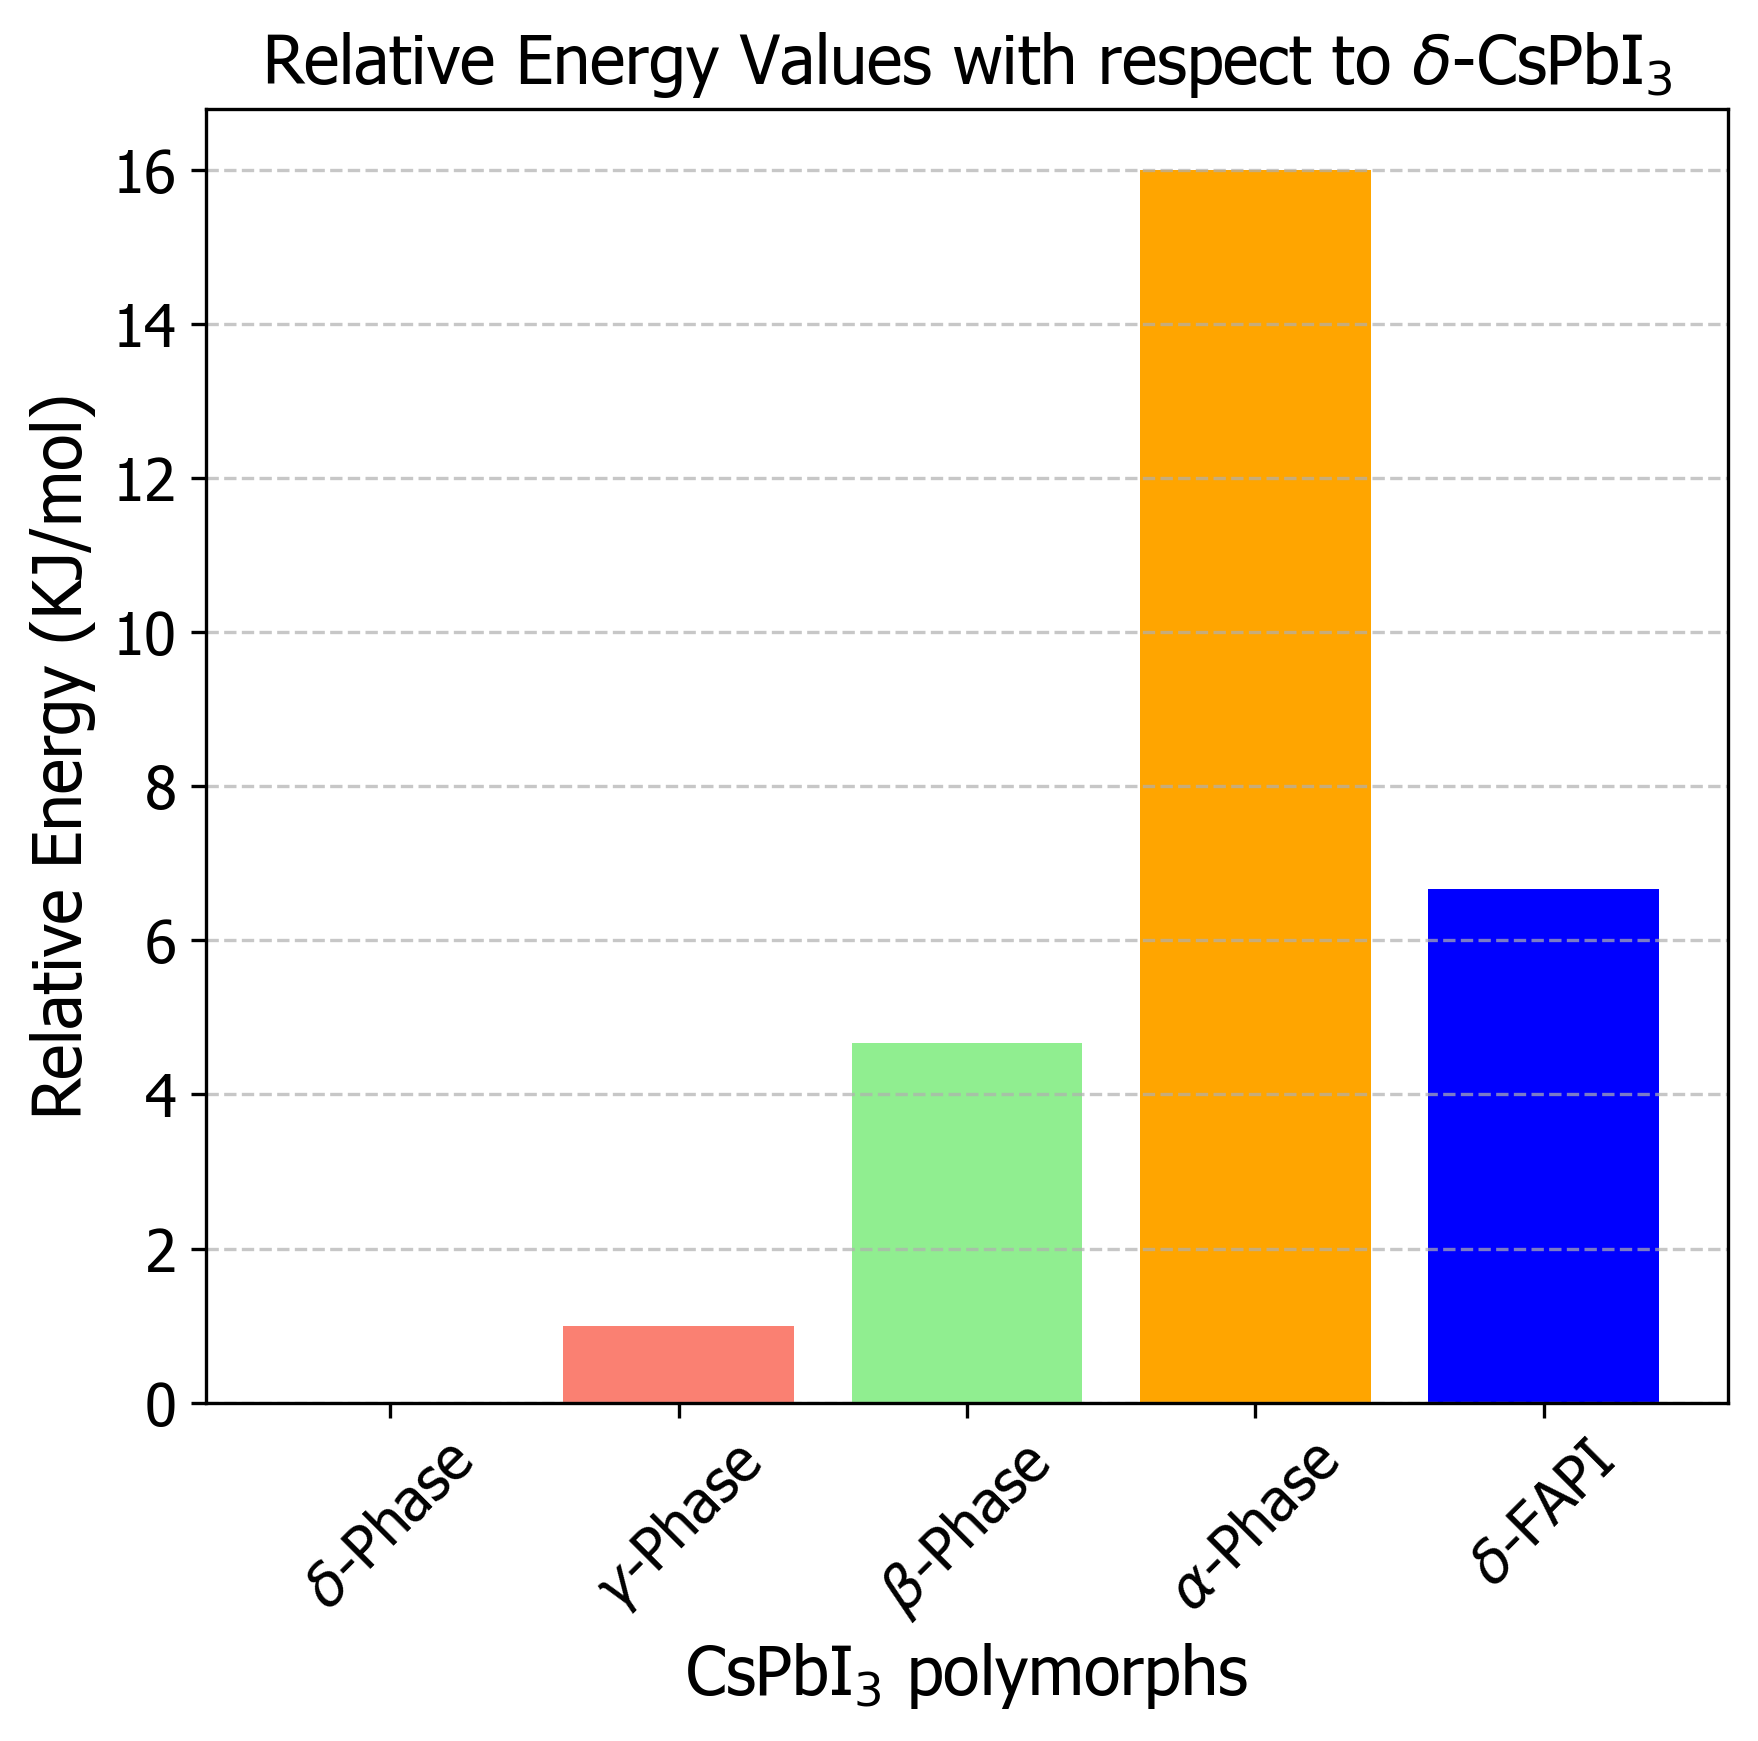 Relative Energy Values with respect to δ-CsPbI₃
Relative Energy (KJ/mol)
16
14
12
10
8
6
4
2
0
δ-Phase
γ-Phase
β-Phase
α-Phase
δ-FAPI
CsPbI₃ polymorphs